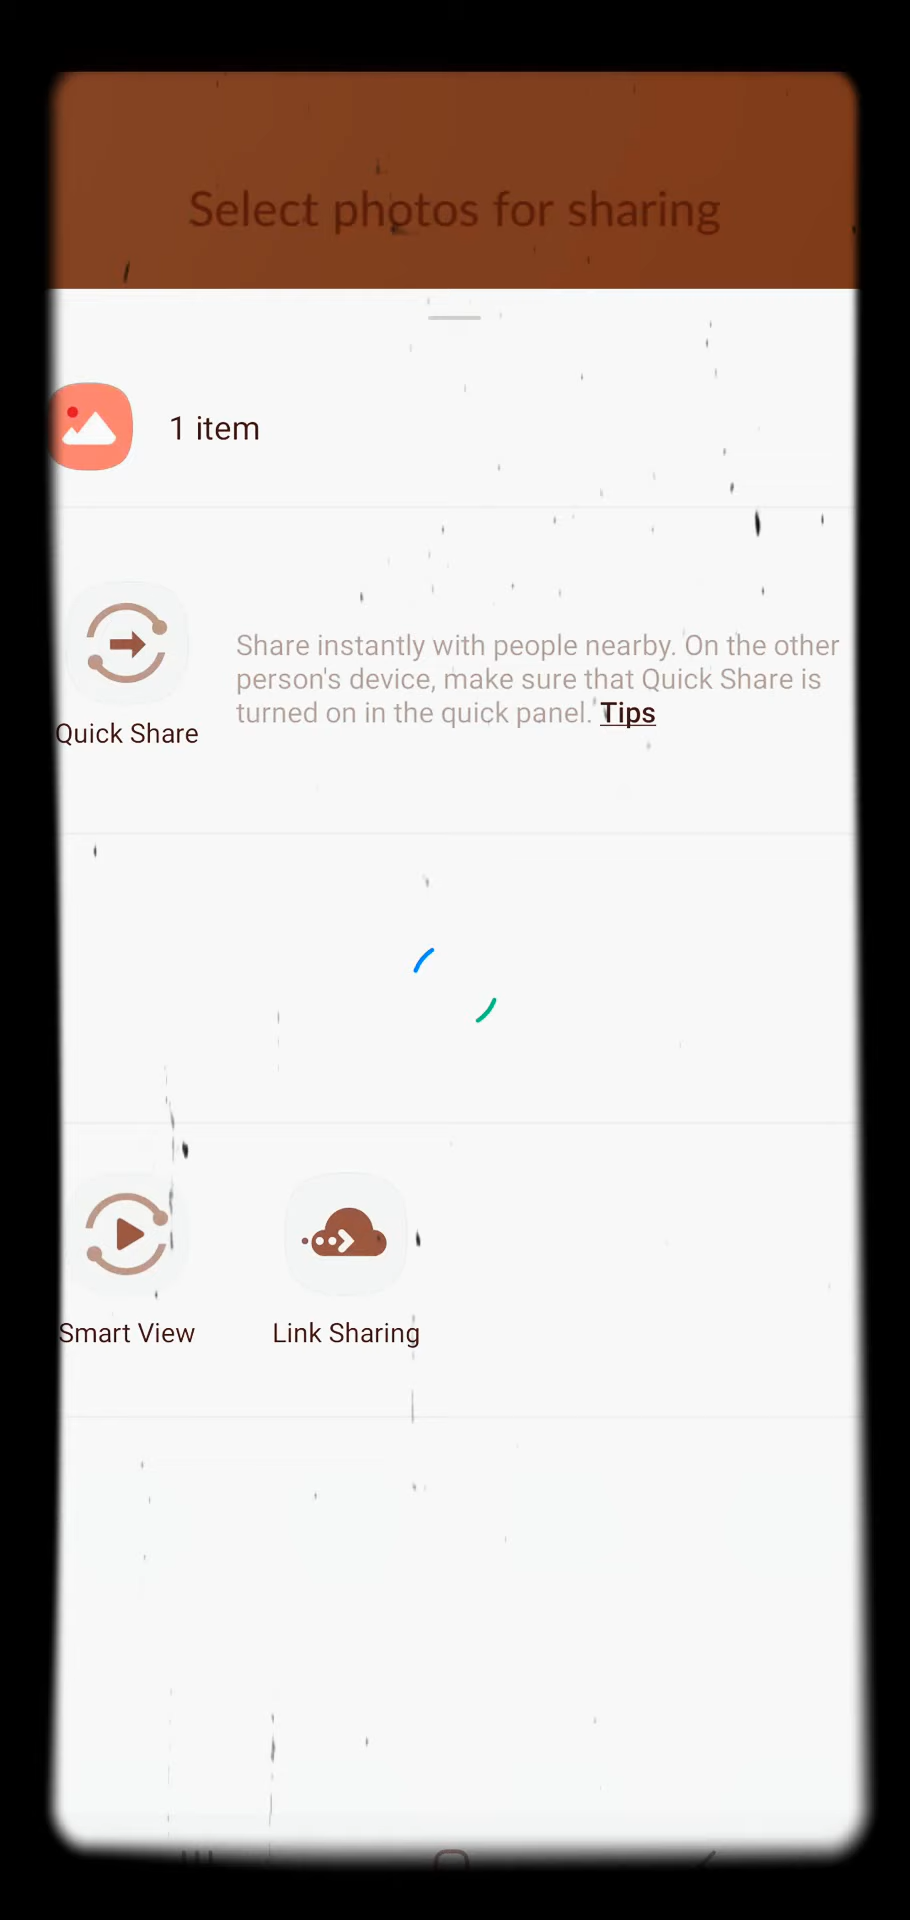 Select photos for sharing
1 item
Share instantly with people nearby. On the other
person's device, make sure that Quick Share is
turned on in the quick panel. Tips
Quick Share
Smart View
Link Sharing